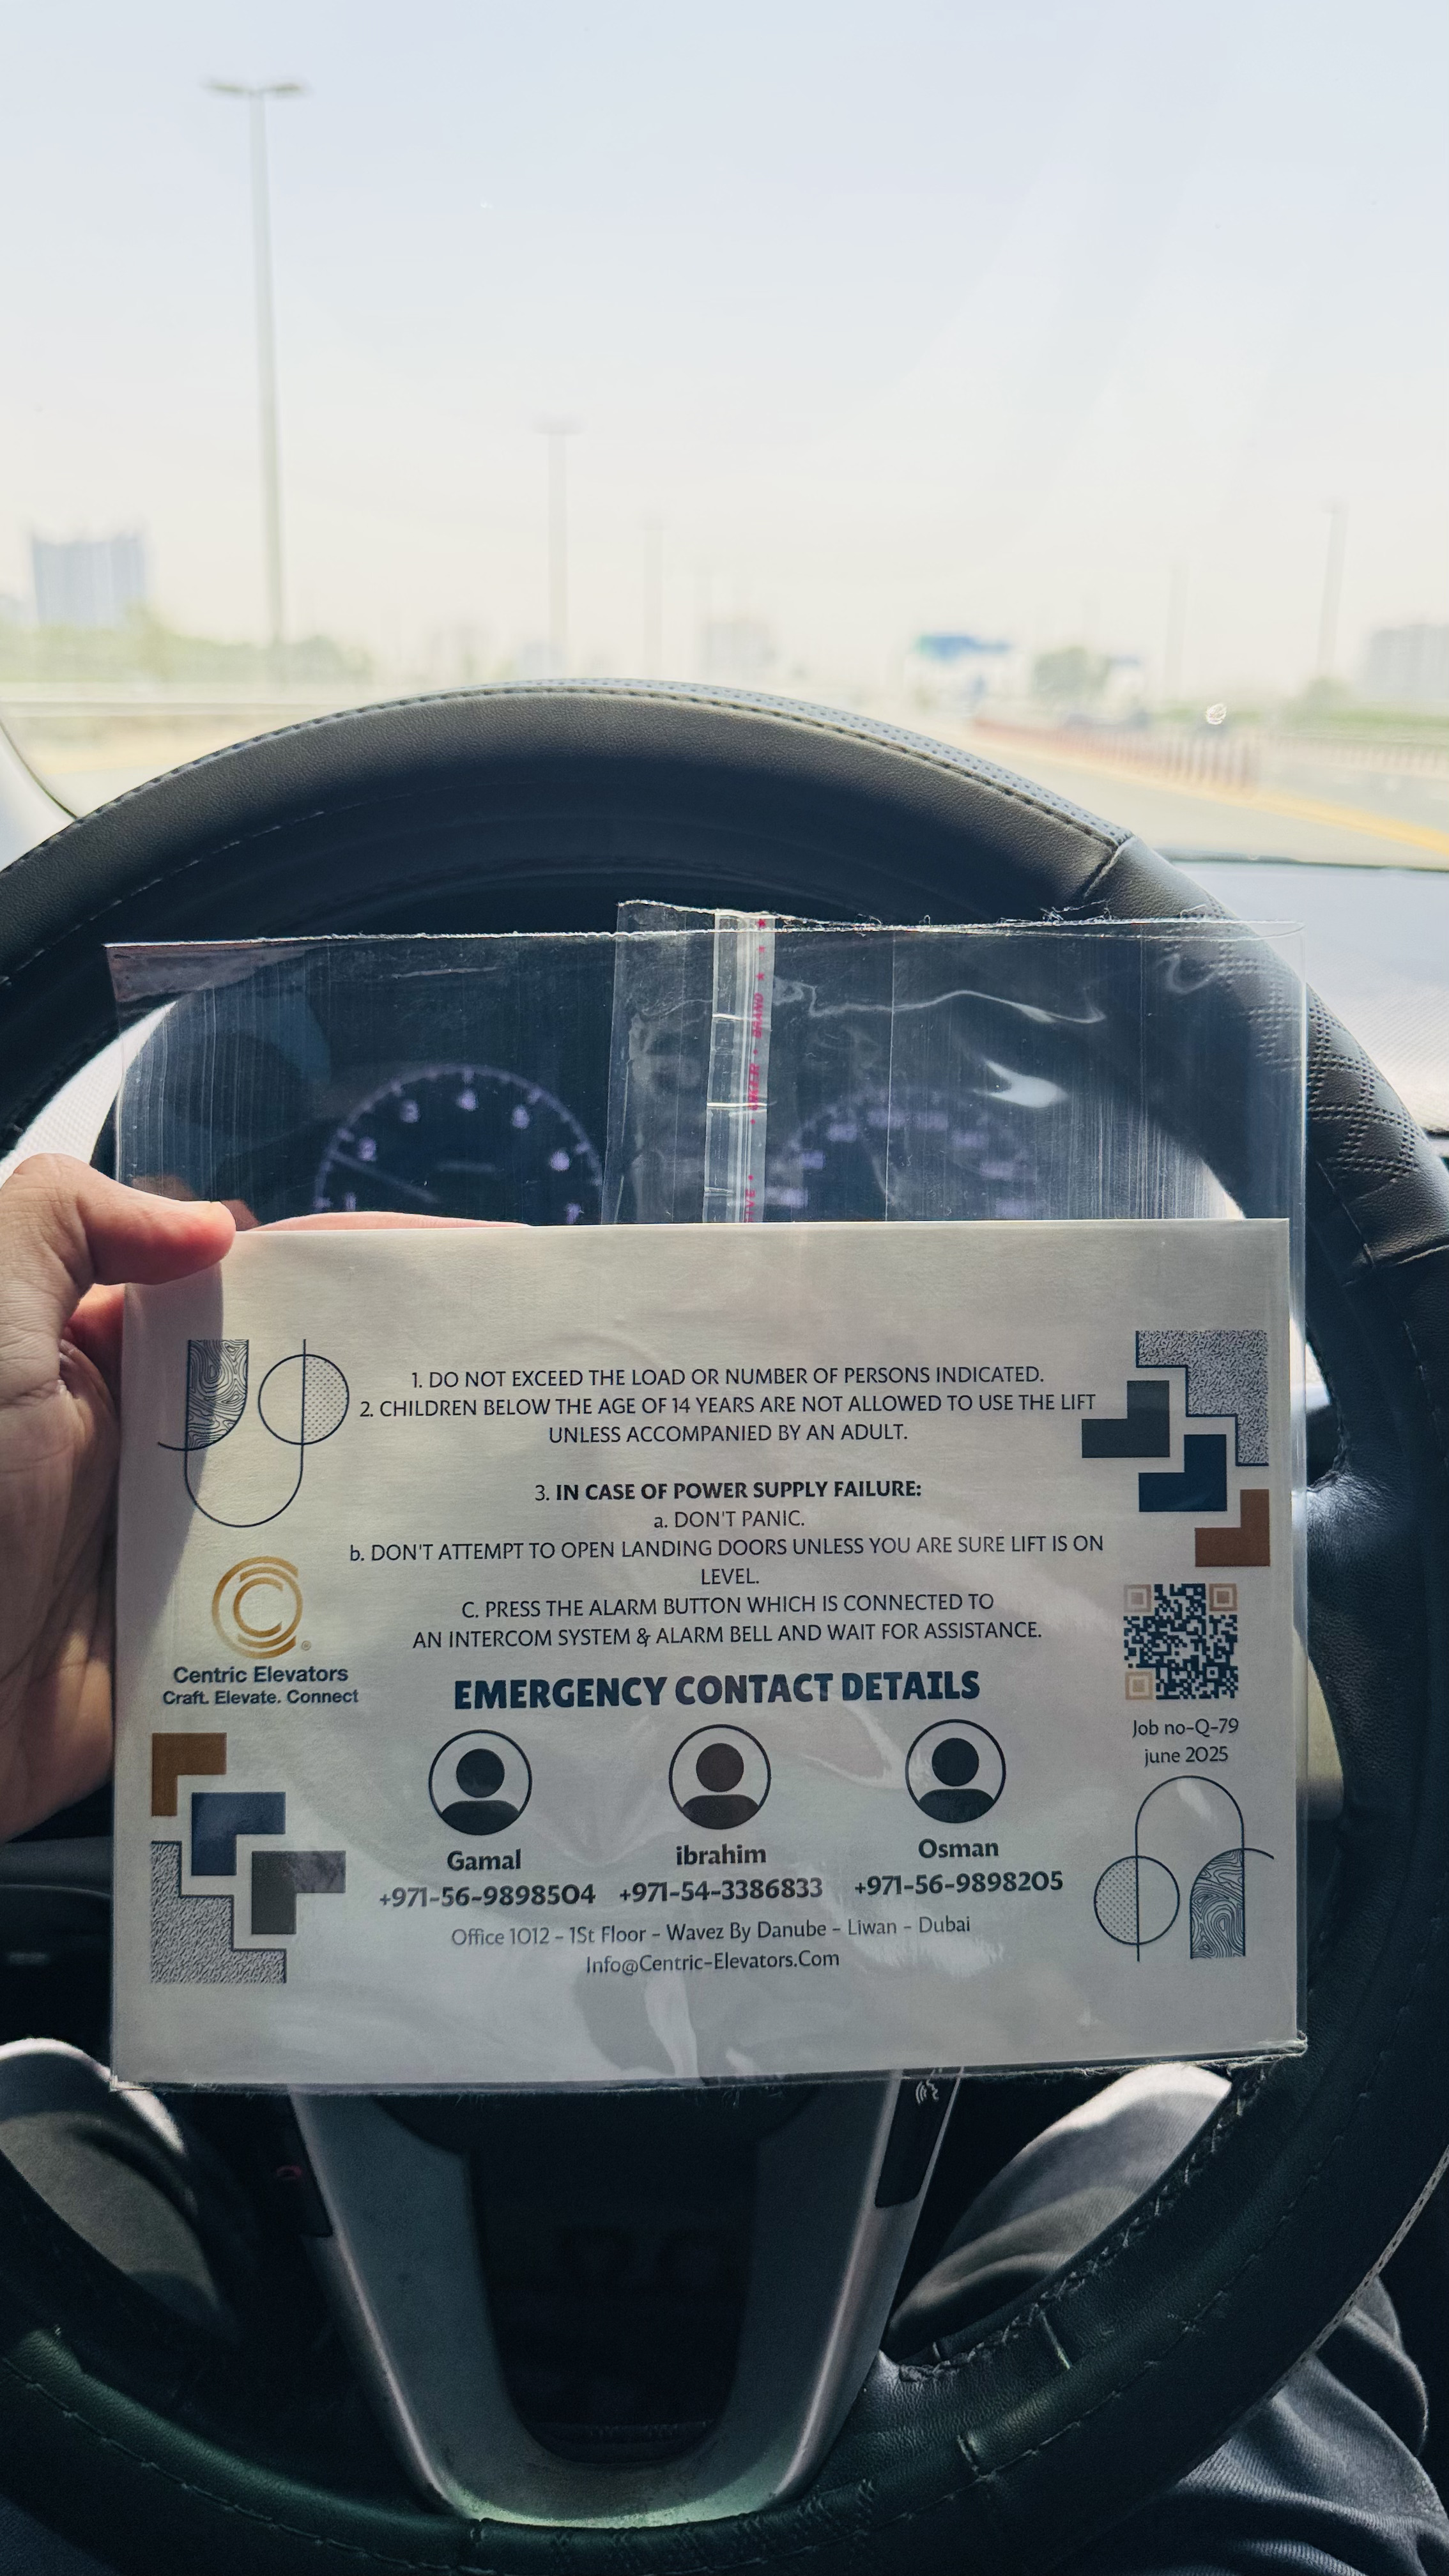 1. DO NOT EXCEED THE LOAD OR NUMBER OF PERSONS INDICATED.
2. CHILDREN BELOW THE AGE OF 14 YEARS ARE NOT ALLOWED TO USE THE LIFT
UNLESS ACCOMPANIED BY AN ADULT.
3. IN CASE OF POWER SUPPLY FAILURE:
a. DON'T PANIC.
b. DON'T ATTEMPT TO OPEN LANDING DOORS UNLESS YOU ARE SURE LIFT IS ON
LEVEL.
C. PRESS THE ALARM BUTTON WHICH IS CONNECTED TO
AN INTERCOM SYSTEM & ALARM BELL AND WAIT FOR ASSISTANCE.
Centric Elevators
Craft. Elevate. Connect
EMERGENCY CONTACT DETAILS
Job no-Q-79
june 2025
Gamal
ibrahim
Osman
+971-56-9898504
+971-54-3386833
+971-56-9898205
Office 1012 - 1St Floor - Wavez By Danube - Liwan - Dubai
Info@Centric-Elevators.Com